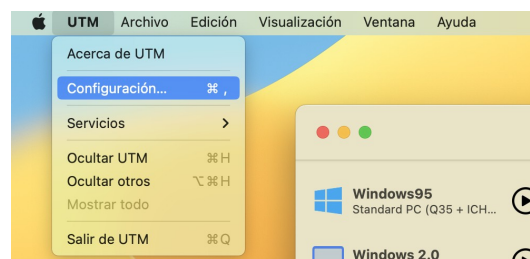 UTM Archivo Edición Visualización Ventana Ayuda
Acerca de UTM
Configuración... ⌘ ,
Servicios
Ocultar UTM ⌘H
Ocultar otros ⌥⌘H
Mostrar todo
Salir de UTM ⌘Q
Windows95
Standard PC (Q35 + ICH...
Windows 2.0